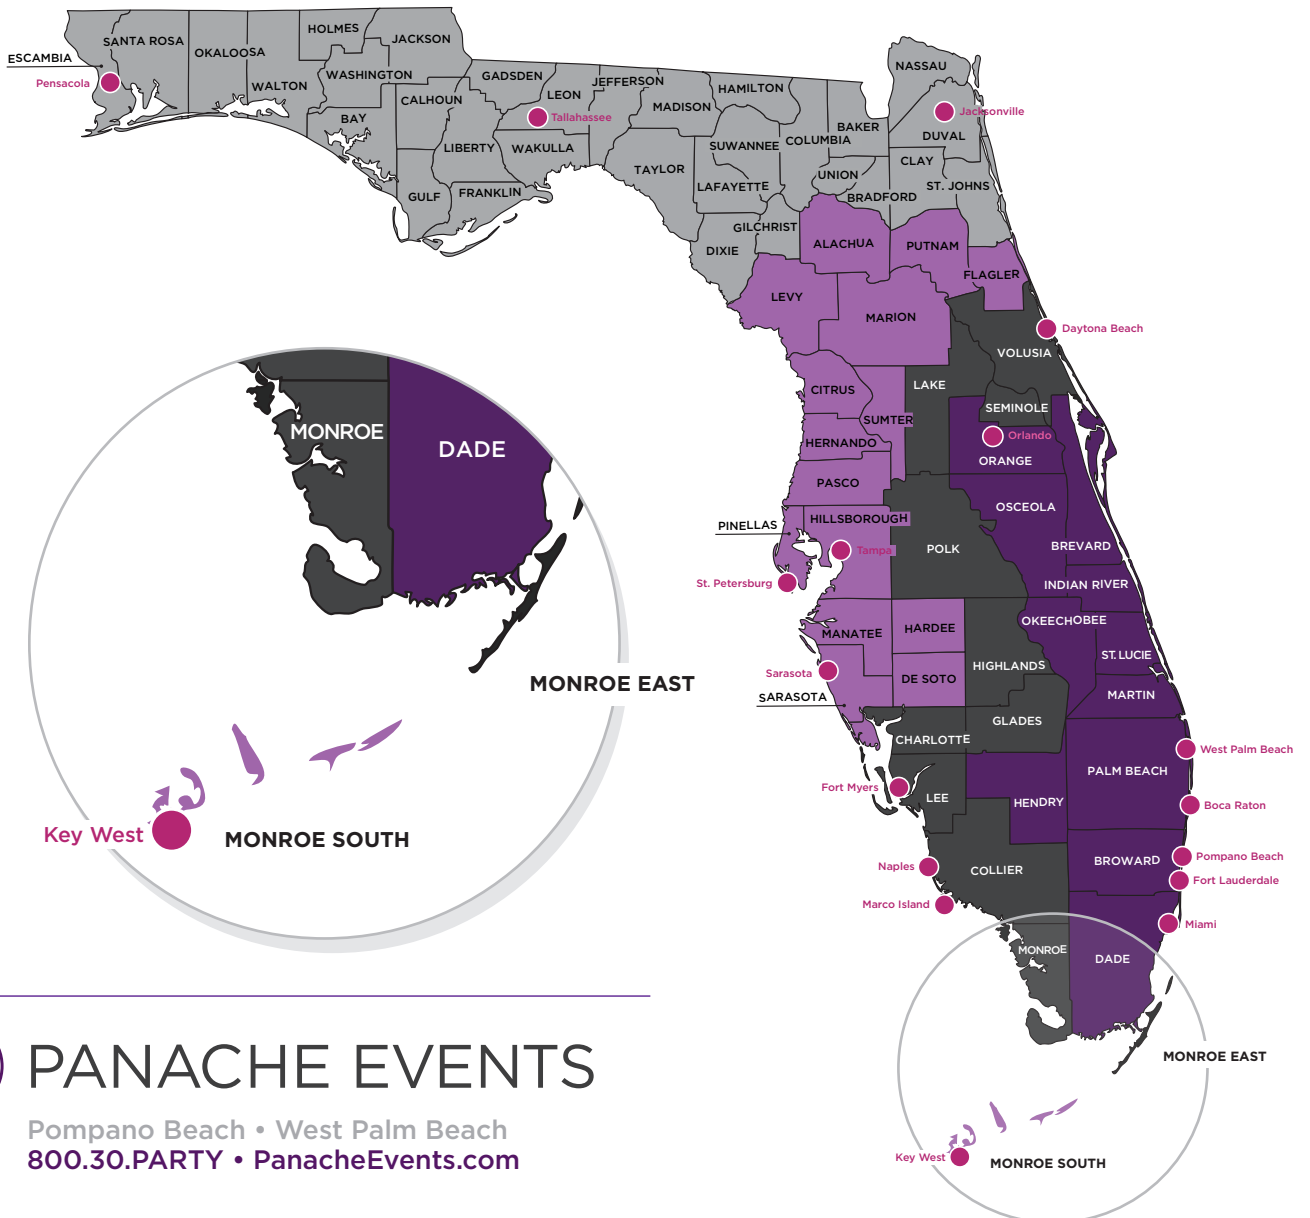 HOLMES
SANTA ROSA
JACKSON
OKALOOSA
ESCAMBIA
Pensacola
WALTON
WASHINGTON
GADSDEN
JEFFERSON
LEON
HAMILTON
NASSAU
CALHOUN
MADISON
BAY
Tallahassee
Jacksonville
BAKER
DUVAL
LIBERTY
WAKULLA
SUWANNEE
COLUMBIA
CLAY
TAYLOR
UNION
LAFAYETTE
ST. JOHNS
GULF
FRANKLIN
BRADFORD
GILCHRIST
DIXIE
ALACHUA
PUTNAM
FLAGLER
LEVY
MARION
Daytona Beach
VOLUSIA
CITRUS
LAKE
SEMINOLE
SUMTER
Orlando
HERNANDO
ORANGE
PASCO
OSCEOLA
PINELLAS
HILLSBOROUGH
Tampa
POLK
BREVARD
St. Petersburg
INDIAN RIVER
MANATEE
HARDEE
OKEECHOBEE
ST. LUCIE
HIGHLANDS
Sarasota
DE SOTO
SARASOTA
MARTIN
GLADES
CHARLOTTE
West Palm Beach
PALM BEACH
Fort Myers
LEE
HENDRY
Boca Raton
BROWARD
Pompano Beach
Naples
COLLIER
Fort Lauderdale
Marco Island
Miami
MONROE
DADE
MONROE EAST
Key West
MONROE SOUTH
MONROE
DADE
MONROE EAST
Key West
MONROE SOUTH
PANACHE EVENTS
Pompano Beach • West Palm Beach
800.30.PARTY • PanacheEvents.com